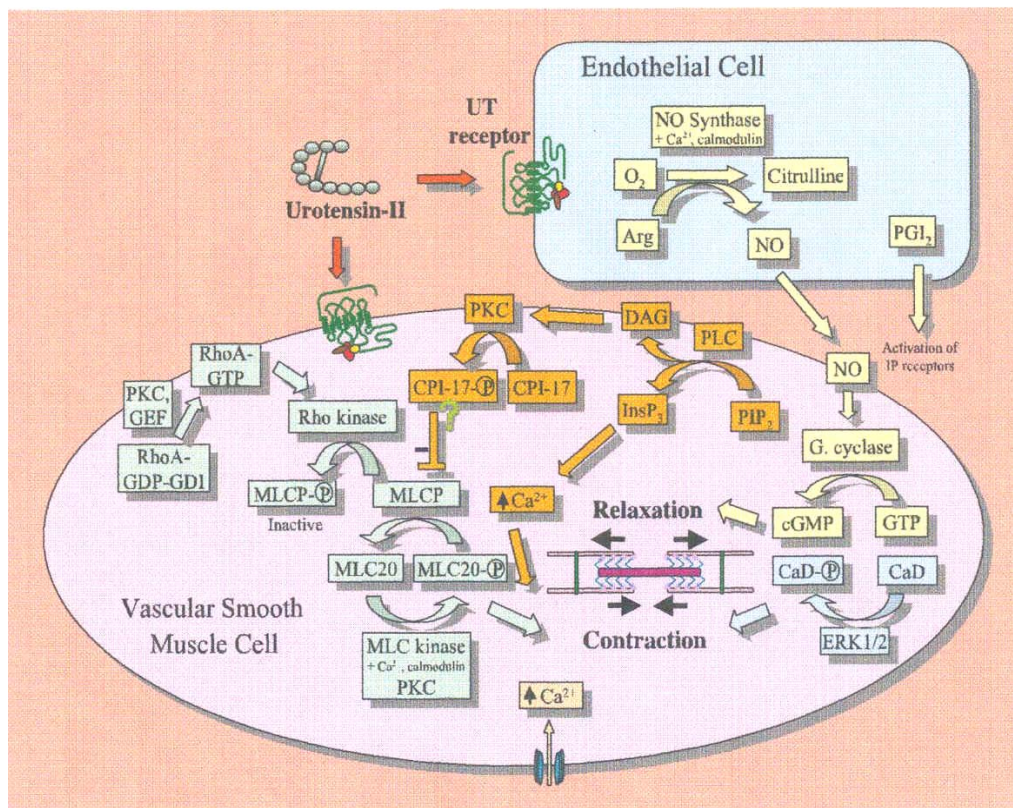 Endothelial Cell
UT
receptor
NO Synthase
+ Ca²⁺, calmodulin
O₂
Citrulline
Arg
NO
PGI₂
Urotensin-II
Activation of
IP receptors
PKC
DAG
PLC
CPI-17-P
CPI-17
InsP₃
PIP₂
?
RhoA-
GTP
PKC,
GEF
RhoA-
GDP-GDI
Rho kinase
MLCP-P
Inactive
MLCP
MLC20
MLC20-P
MLC kinase
+ Ca²⁺, calmodulin
PKC
Ca²⁺
NO
G. cyclase
cGMP
GTP
CaD-P
CaD
ERK1/2
Relaxation
Contraction
Vascular Smooth
Muscle Cell
Ca²⁺